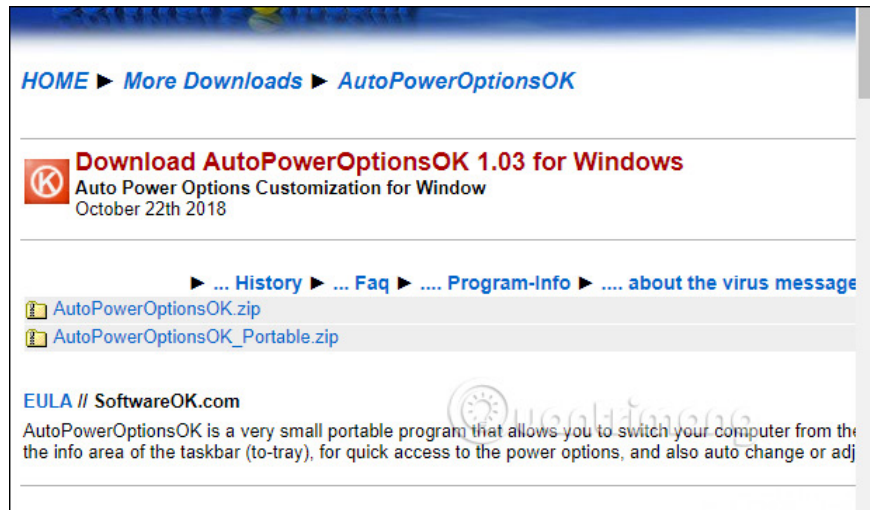 HOME ► More Downloads ► AutoPowerOptionsOK
Download AutoPowerOptionsOK 1.03 for Windows
Auto Power Options Customization for Window
October 22th 2018
► ... History ► ... Faq ► .... Program-Info ► .... about the virus message
AutoPowerOptionsOK.zip
AutoPowerOptionsOK_Portable.zip
EULA // SoftwareOK.com
Quantrimang
AutoPowerOptionsOK is a very small portable program that allows you to switch your computer from the
the info area of the taskbar (to-tray), for quick access to the power options, and also auto change or adj